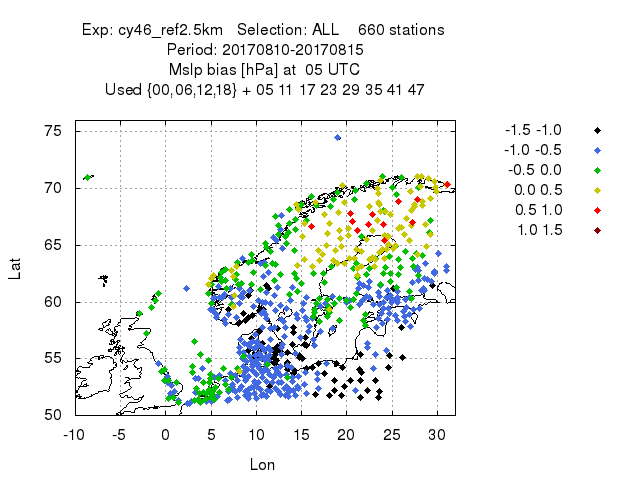 Exp: cy46_ref2.5km   Selection: ALL    660 stations
Period: 20170810-20170815
Mslp bias [hPa] at  05 UTC
Used {00,06,12,18} + 05 11 17 23 29 35 41 47
-1.5 -1.0
-1.0 -0.5
-0.5 0.0
0.0 0.5
0.5 1.0
1.0 1.5
75
70
65
60
55
50
Lat
-10 -5 0 5 10 15 20 25 30
Lon